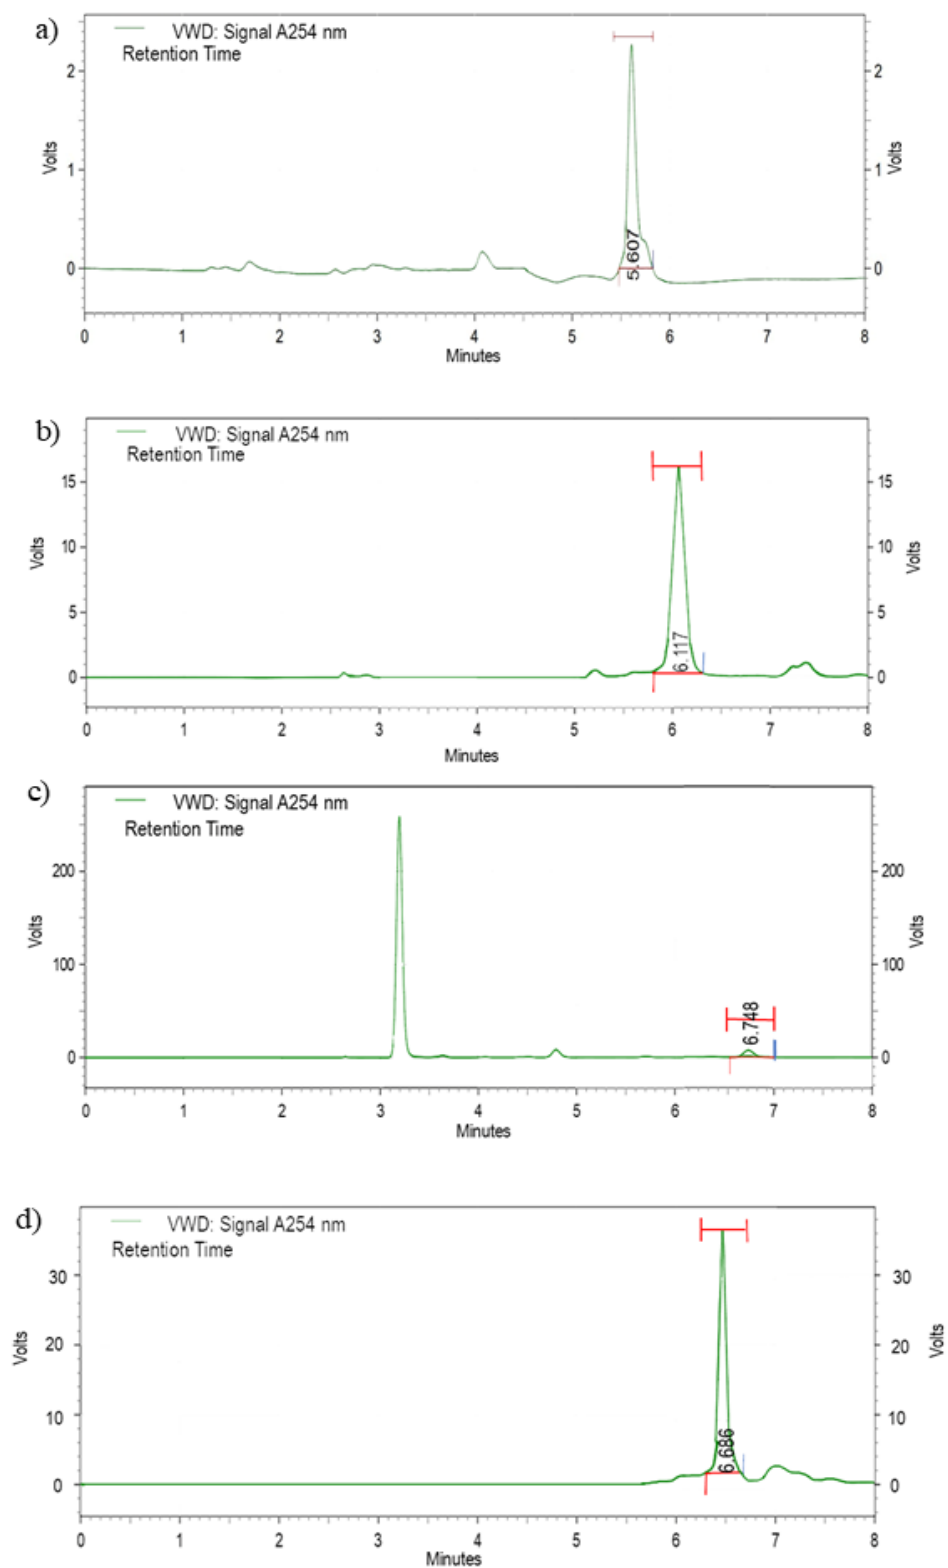 a)
VWD: Signal A254 nm
Retention Time
2
2
Volts
Volts
1
1
0
0
5.607
0 1 2 3 4 5 6 7 8
Minutes
b)
VWD: Signal A254 nm
Retention Time
15
15
10
10
Volts
Volts
5
5
6.117
0
0
0 1 2 3 4 5 6 7 8
Minutes
c)
VWD: Signal A254 nm
Retention Time
200
200
Volts
Volts
100
100
6.748
0
0
0 1 2 3 4 5 6 7 8
Minutes
d)
VWD: Signal A254 nm
Retention Time
30
30
20
20
Volts
Volts
10
10
6.686
0
0
0 1 2 3 4 5 6 7 8
Minutes